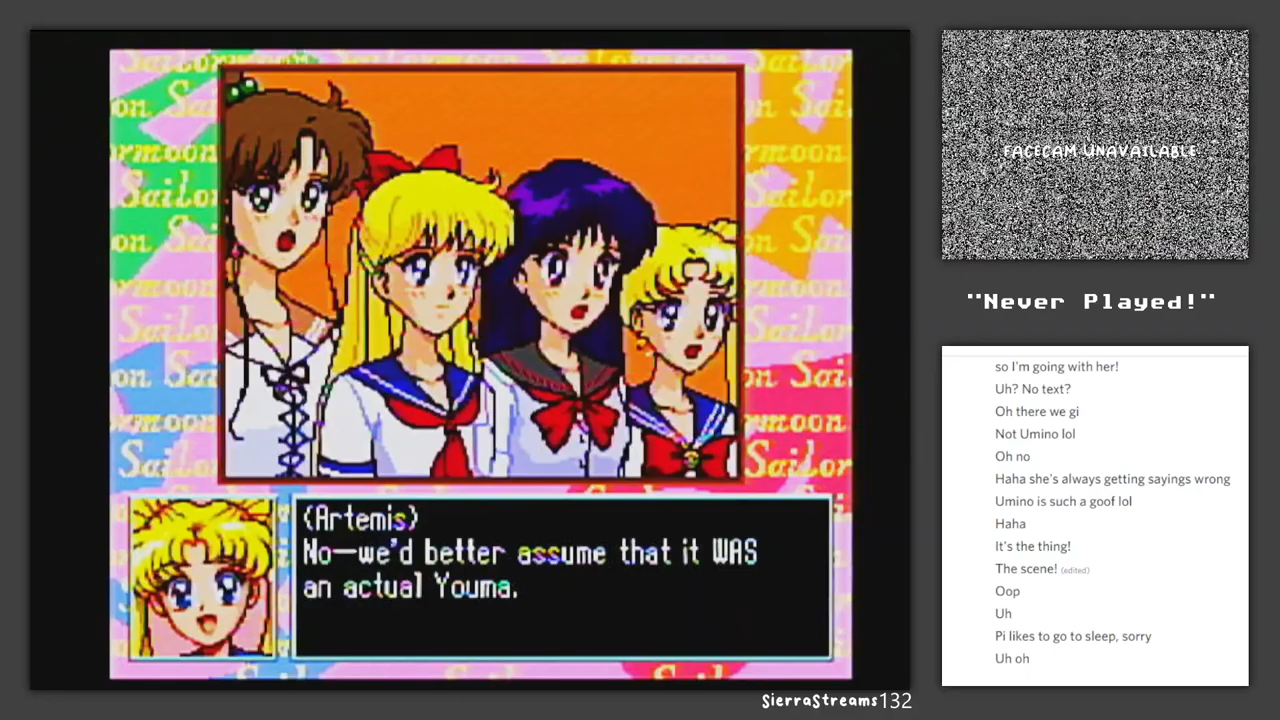 Sailormoon Sailormoon Sailormoon
(Artemis)
No—we'd better assume that it WAS
an actual Youma.
FACECAM UNAVAILABLE
"Never Played!"
so I'm going with her!
Uh? No text?
Oh there we gi
Not Umino lol
Oh no
Haha she's always getting sayings wrong
Umino is such a goof lol
Haha
It's the thing!
The scene! (edited)
Oop
Uh
Pi likes to go to sleep, sorry
Uh oh
SierraStreams132